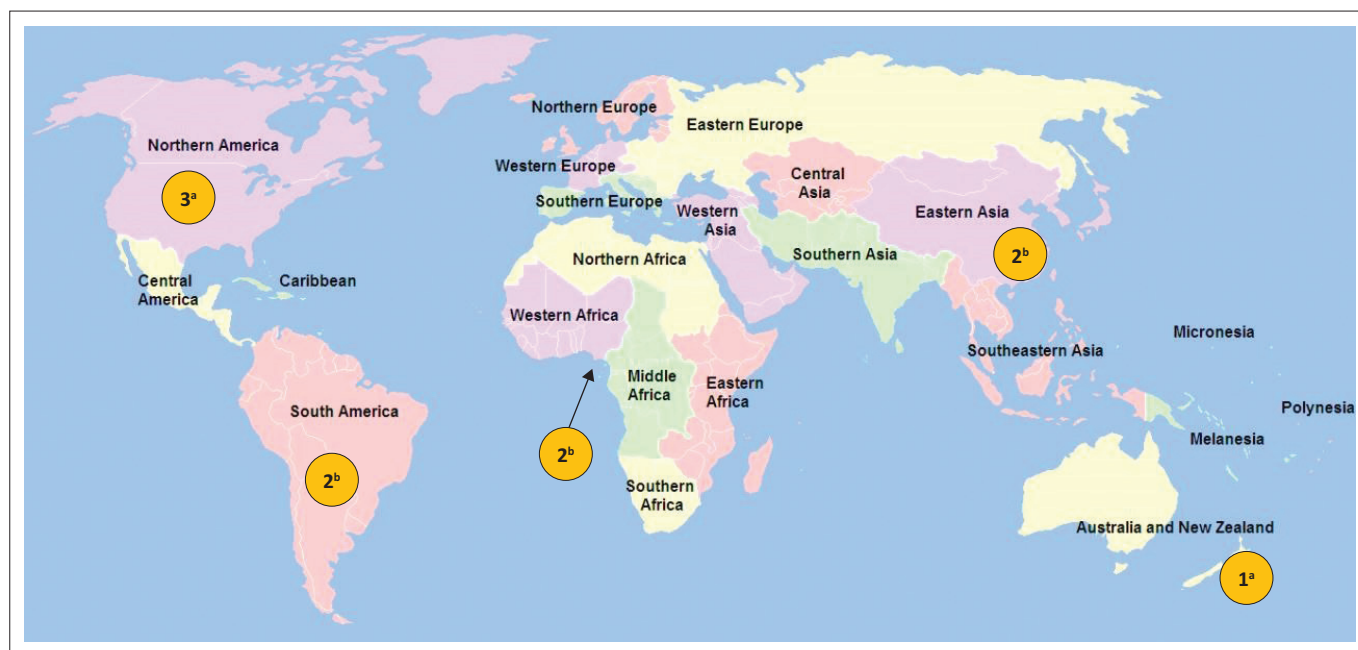 Northern Europe
Eastern Europe
Northern America
Western Europe
Central
Asia
3ᵃ
Southern Europe
Western
Asia
Eastern Asia
2ᵇ
Southern Asia
Northern Africa
Central
America
Caribbean
Western Africa
Micronesia
Southeastern Asia
Middle
Africa
Eastern
Africa
South America
Polynesia
Melanesia
2ᵇ
2ᵇ
Southern
Africa
Australia and New Zealand
1ᵃ